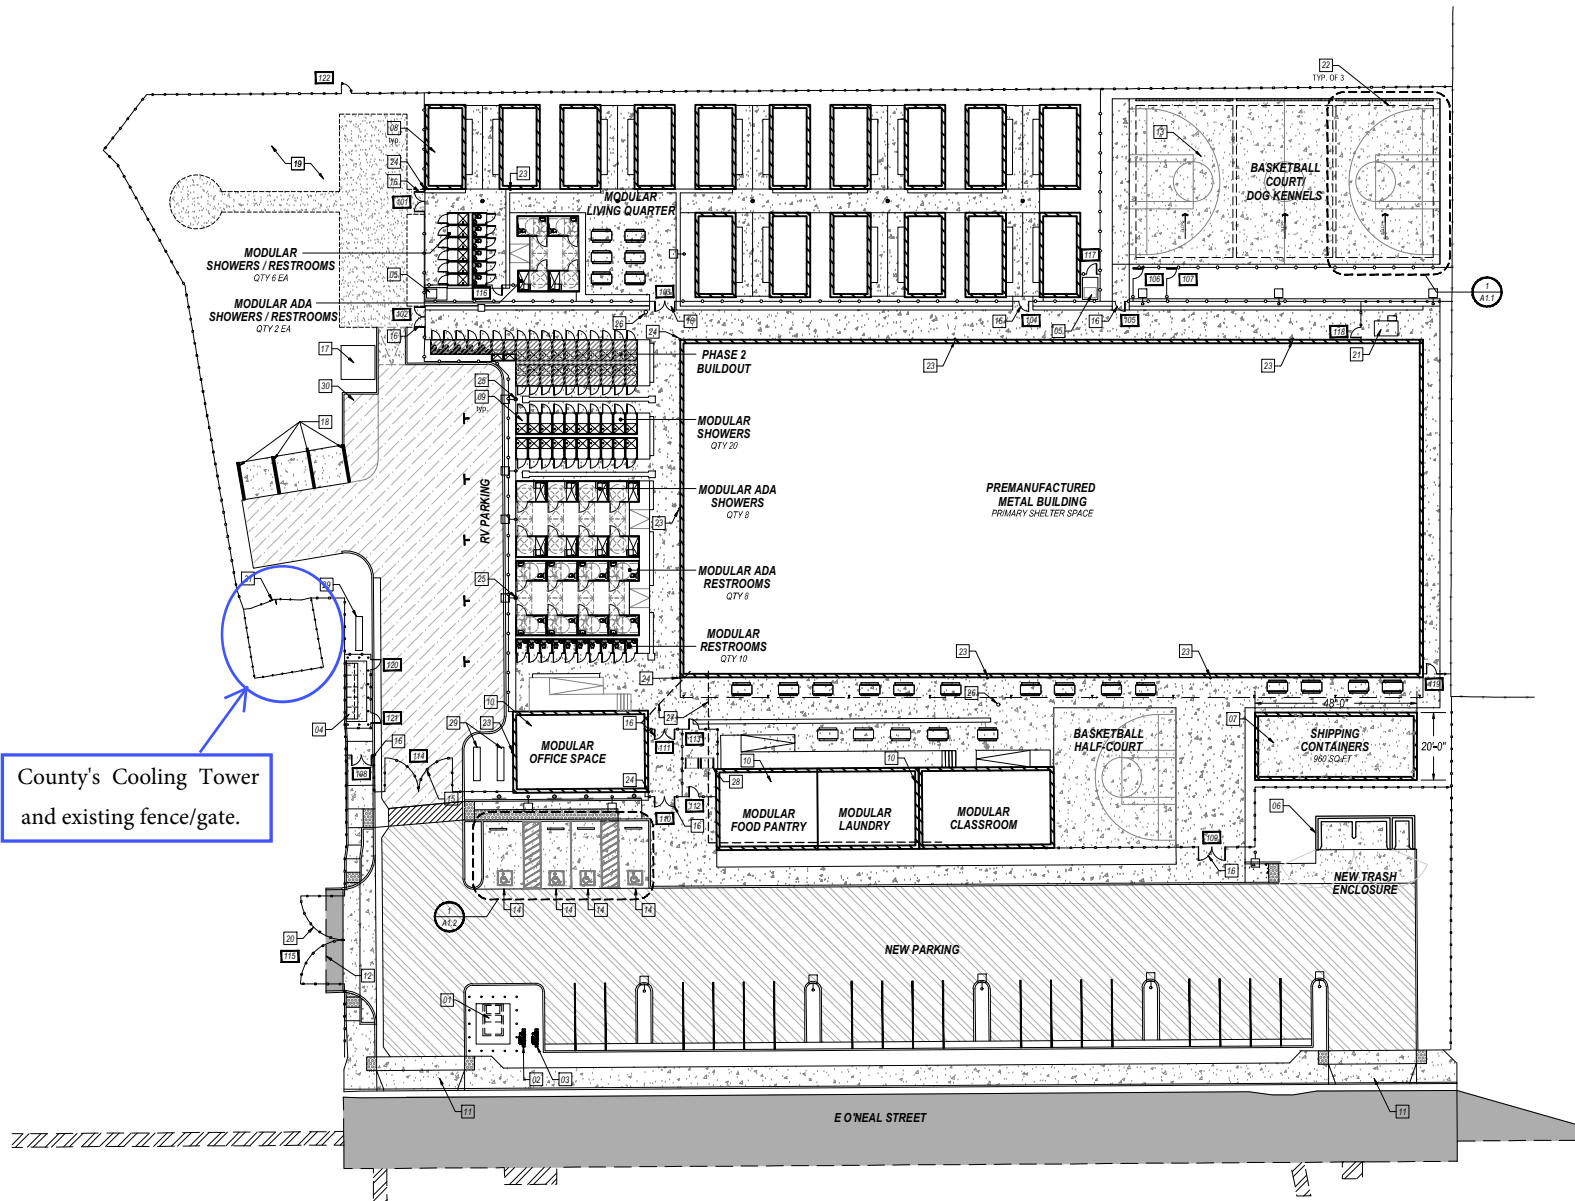 122
22
TYP. OF 3
08
typ.
13
19
24
23
BASKETBALL
COURT/
DOG KENNELS
16
101
MODULAR
LIVING QUARTER
MODULAR
SHOWERS / RESTROOMS
QTY 6 EA
117
05
106
107
116
103
1
A1.1
MODULAR ADA
SHOWERS / RESTROOMS
QTY 2 EA
102
26
16
104
16
105
16
05
24
118
17
PHASE 2
BUILDOUT
21
23
23
30
25
09
typ.
18
MODULAR
SHOWERS
QTY 20
RV PARKING
MODULAR ADA
SHOWERS
QTY 8
PREMANUFACTURED
METAL BUILDING
PRIMARY SHELTER SPACE
23
MODULAR ADA
RESTROOMS
QTY 8
25
29
MODULAR
RESTROOMS
QTY 10
23
23
120
24
119
26
10
48'-0"
121
29
23
16
27
07
04
16
114
111
113
MODULAR
OFFICE SPACE
BASKETBALL
HALF-COURT
SHIPPING
CONTAINERS
960 SQ FT
20'-0"
10
10
County's Cooling Tower
and existing fence/gate.
108
15
24
28
112
06
110
16
MODULAR
FOOD PANTRY
MODULAR
LAUNDRY
MODULAR
CLASSROOM
109
16
NEW TRASH
ENCLOSURE
1
A1.2
14
14
14
14
20
115
12
NEW PARKING
01
02
03
11
11
E O'NEAL STREET